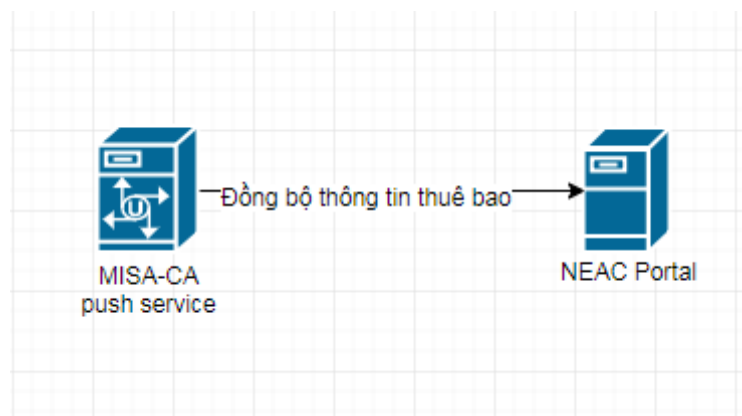 Đồng bộ thông tin thuê bao
MISA-CA
push service
NEAC Portal